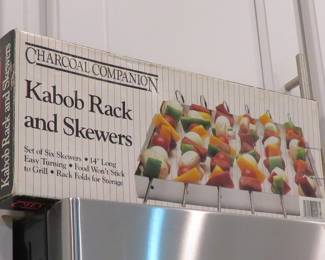 CHARCOAL COMPANION
Kabob Rack
and Skewers
Set of Six Skewers • 14" Long
Easy Turning • Food Won't Stick
to Grill • Rack Folds for Storage
Kabob Rack and Skewers